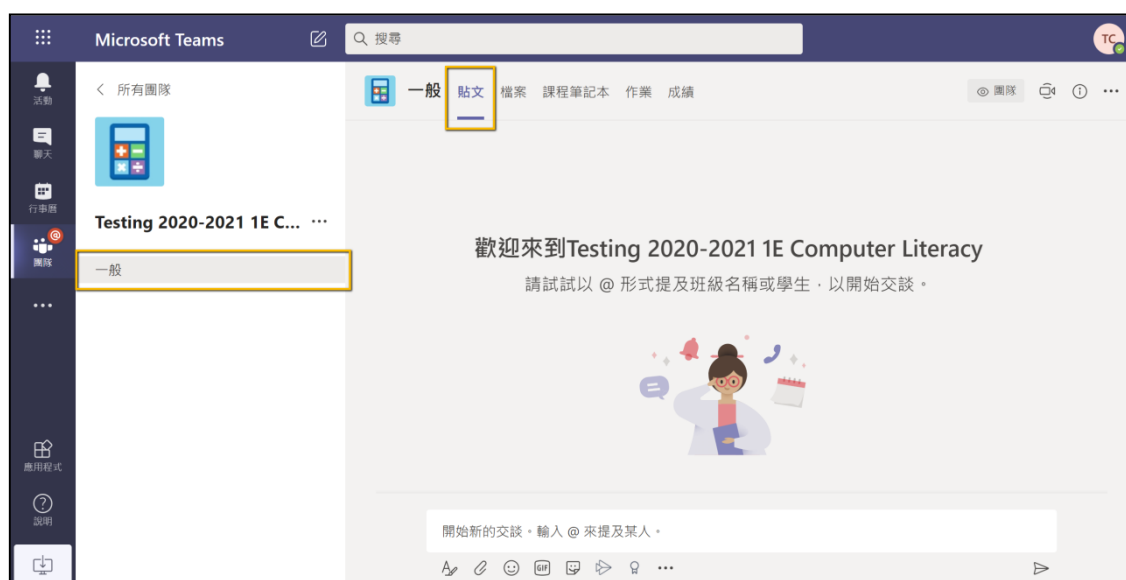 Microsoft Teams
搜尋
TC
活動
聊天
行事曆
團隊
應用程式
說明
所有團隊
Testing 2020-2021 1E C...
一般
一般 貼文 檔案 課程筆記本 作業 成績
團隊
歡迎來到Testing 2020-2021 1E Computer Literacy
請試試以 @ 形式提及班級名稱或學生，以開始交談。
開始新的交談。輸入 @ 來提及某人。
GIF